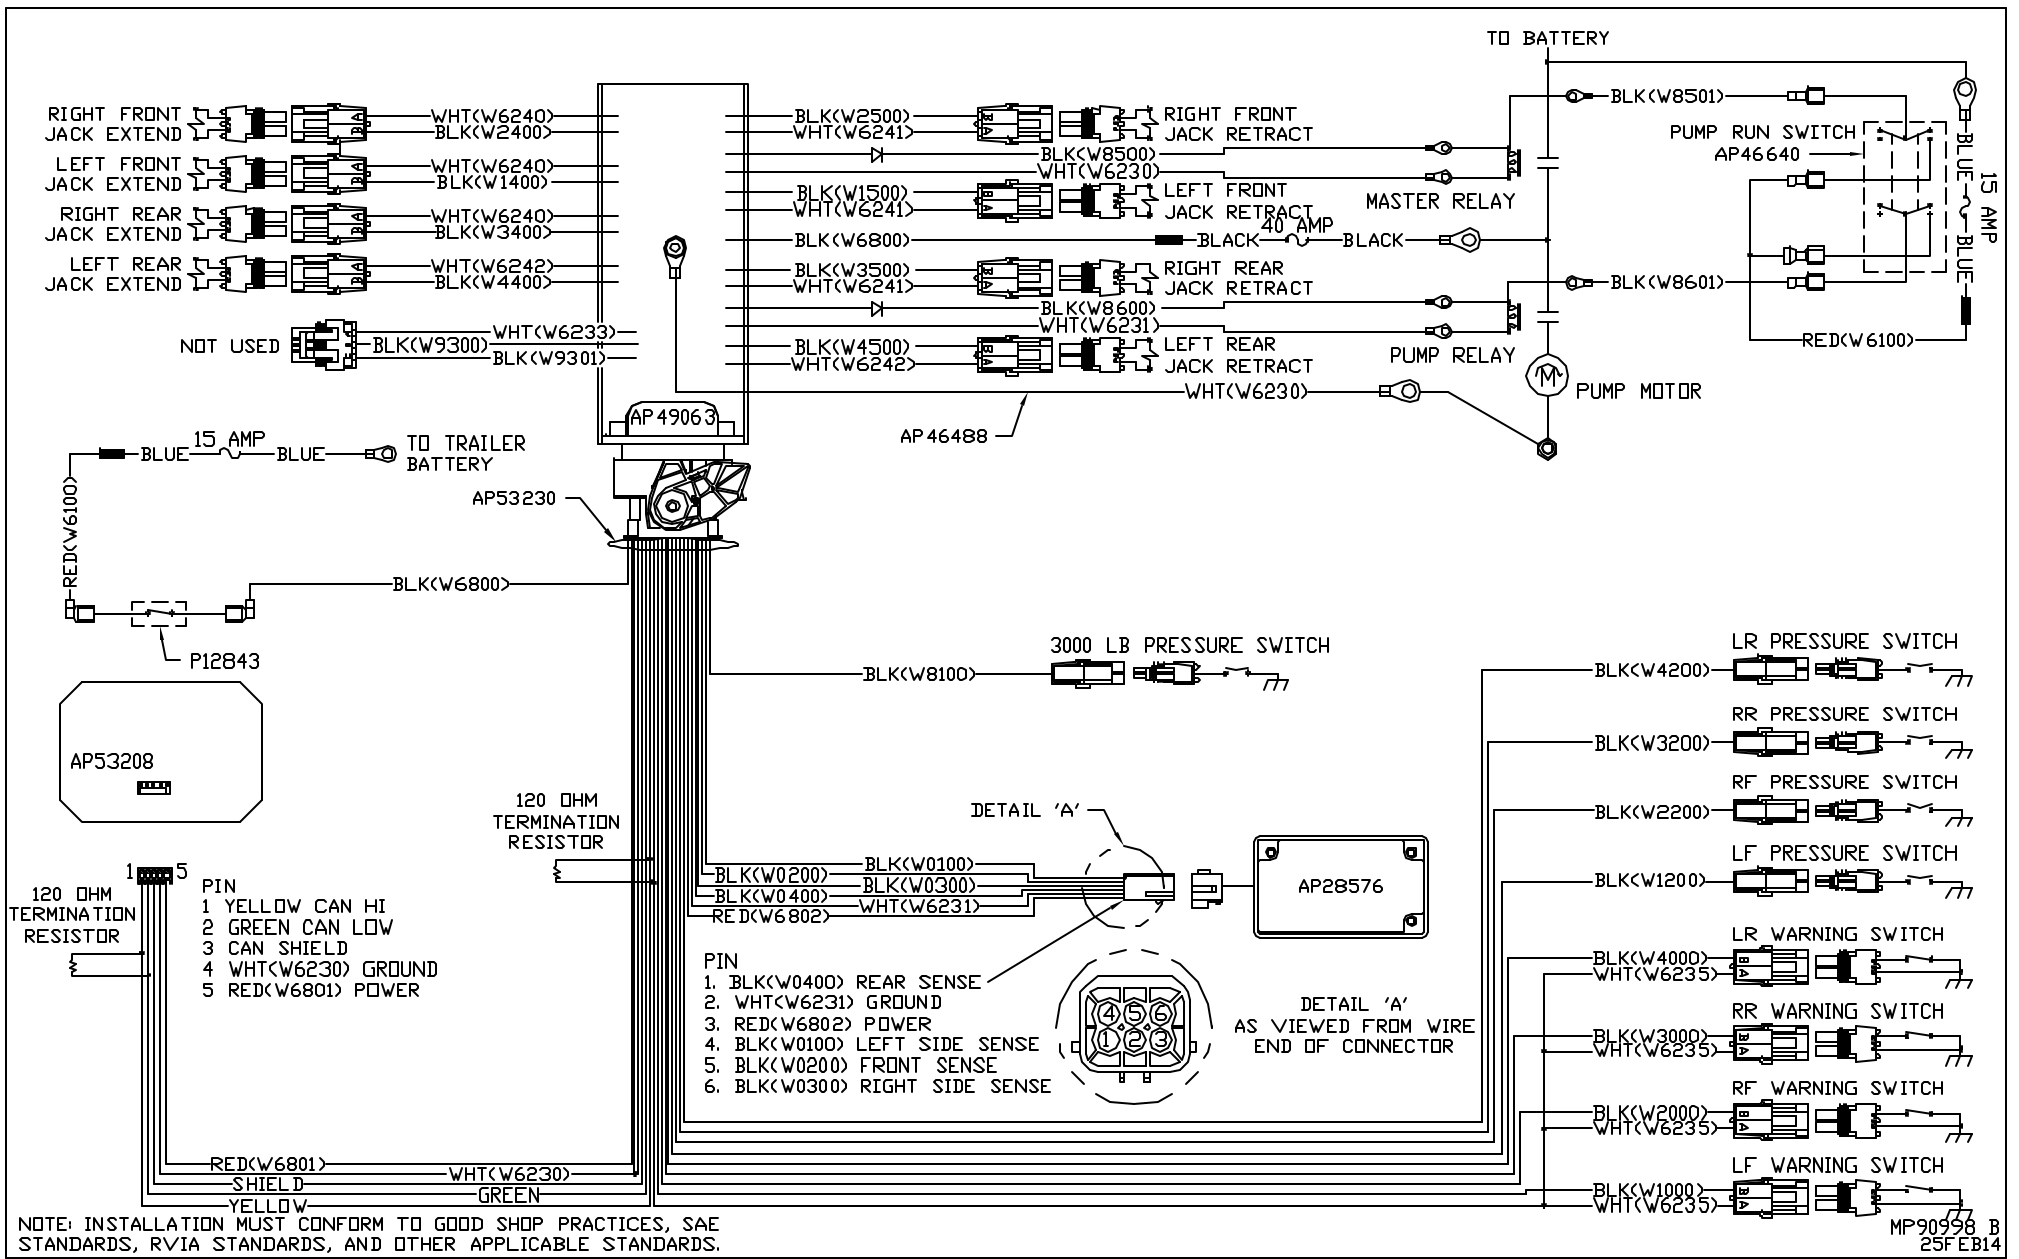 TO BATTERY
RIGHT FRONT
JACK EXTEND
WHT(W6240)
BLK(W2400)
LEFT FRONT
JACK EXTEND
WHT(W6240)
BLK(W1400)
RIGHT REAR
JACK EXTEND
WHT(W6240)
BLK(W3400)
LEFT REAR
JACK EXTEND
WHT(W6242)
BLK(W4400)
NOT USED
WHT(W6233)
BLK(W9300)
BLK(W9301)
A
B
A
B
A
B
A
B
BLK(W2500)
WHT(W6241)
B
A
RIGHT FRONT
JACK RETRACT
BLK(W8500)
WHT(W6230)
MASTER RELAY
BLK(W1500)
WHT(W6241)
B
A
LEFT FRONT
JACK RETRACT
BLK(W6800)
BLACK
40 AMP
BLACK
BLK(W3500)
WHT(W6241)
B
A
RIGHT REAR
JACK RETRACT
BLK(W8600)
WHT(W6231)
PUMP RELAY
BLK(W4500)
WHT(W6242)
B
A
LEFT REAR
JACK RETRACT
WHT(W6230)
AP46488
M
PUMP MOTOR
BLK(W8501)
PUMP RUN SWITCH
AP46640
BLK(W8601)
RED(W6100)
BLUE
15 AMP
BLUE
AP49063
AP53230
15 AMP
BLUE
BLUE
TO TRAILER
BATTERY
RED(W6100)
BLK(W6800)
P12843
AP53208
1
5
120 OHM
TERMINATION
RESISTOR
PIN
1 YELLOW CAN HI
2 GREEN CAN LOW
3 CAN SHIELD
4 WHT(W6230) GROUND
5 RED(W6801) POWER
120 OHM
TERMINATION
RESISTOR
RED(W6801)
WHT(W6230)
SHIELD
GREEN
YELLOW
3000 LB PRESSURE SWITCH
BLK(W8100)
DETAIL 'A'
BLK(W0100)
BLK(W0200)
BLK(W0300)
BLK(W0400)
WHT(W6231)
RED(W6802)
AP28576
PIN
1. BLK(W0400) REAR SENSE
2. WHT(W6231) GROUND
3. RED(W6802) POWER
4. BLK(W0100) LEFT SIDE SENSE
5. BLK(W0200) FRONT SENSE
6. BLK(W0300) RIGHT SIDE SENSE
4 5 6
1 2 3
DETAIL 'A'
AS VIEWED FROM WIRE
END OF CONNECTOR
LR PRESSURE SWITCH
BLK(W4200)
RR PRESSURE SWITCH
BLK(W3200)
RF PRESSURE SWITCH
BLK(W2200)
LF PRESSURE SWITCH
BLK(W1200)
LR WARNING SWITCH
BLK(W4000)
WHT(W6235)
B
A
RR WARNING SWITCH
BLK(W3000)
WHT(W6235)
B
A
RF WARNING SWITCH
BLK(W2000)
WHT(W6235)
B
A
LF WARNING SWITCH
BLK(W1000)
WHT(W6235)
B
A
NOTE: INSTALLATION MUST CONFORM TO GOOD SHOP PRACTICES, SAE
STANDARDS, RVIA STANDARDS, AND OTHER APPLICABLE STANDARDS.
MP90998 B
25FEB14